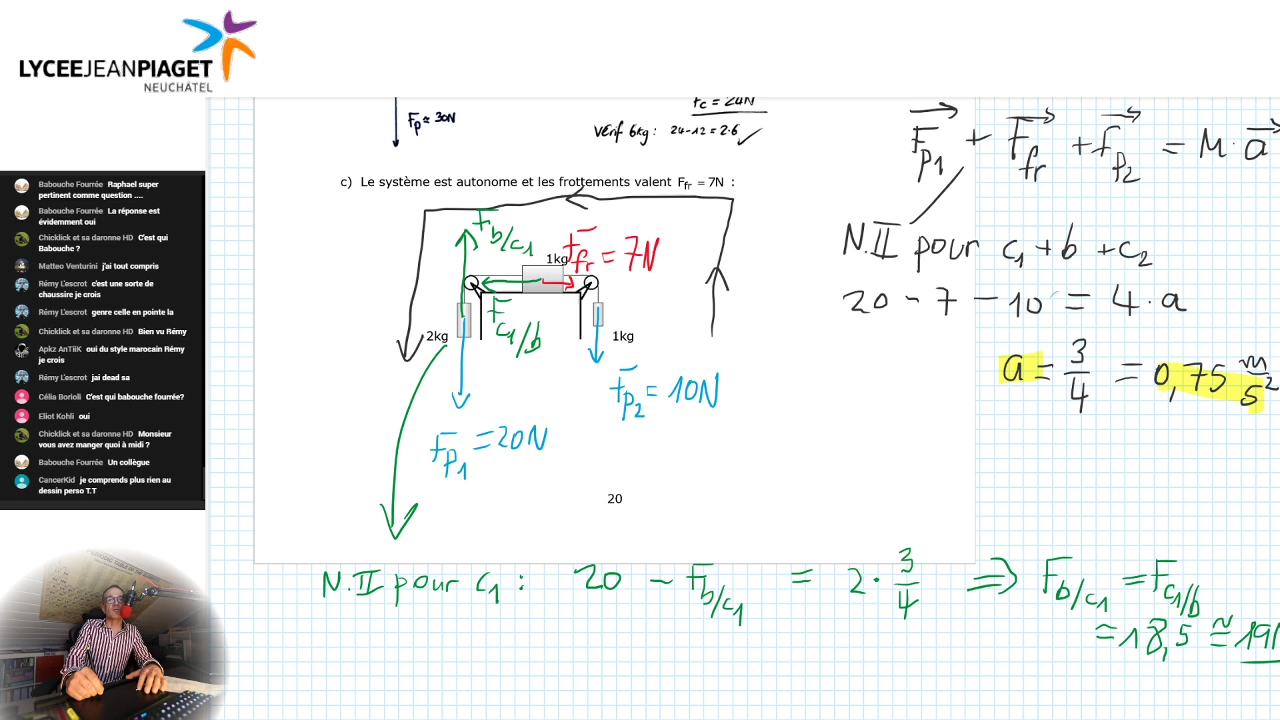 LYCEEJEANPIAGET
NEUCHÂTEL
Babouche Fourrée Raphael super
pertinent comme question ....
Babouche Fourrée La réponse est
évidemment oui
Chicklick et sa daronne HD C'est qui
Babouche ?
Matteo Venturini j'ai tout compris
Rémy L'escrot c'est une sorte de
chaussure je crois
Rémy L'escrot genre celle en pointe la
Chicklick et sa daronne HD Bien vu Rémy
Apkz AnTiiK oui du style marocain Rémy
je crois
Rémy L'escrot jai dead sa
Célia Borioli C'est qui babouche fourrée?
Eliot Kohli oui
Chicklick et sa daronne HD Monsieur
vous avez manger quoi à midi ?
Babouche Fourrée Un collègue
CancerKid je comprends plus rien au
dessin perso T.T
Fp ≈ 30N
Fc = 24N
Vérif 6kg : 24-12 = 2·6 ✓
c) Le système est autonome et les frottements valent Ffr = 7N :
Fb/c1
1kg
Ffr = 7N
Fc1/b
2kg
1kg
Fp2 = 10N
Fp1 = 20N
20
Fp1 + Ffr + Fp2 = M · a
N.II pour c1 + b + c2
20 - 7 - 10 = 4 · a
a = 3/4 = 0,75 m/s2
N.II pour c1 : 20 - Fb/c1 = 2 · 3/4 ⇒ Fb/c1 = Fc1/b
≈ 18,5 ≅ 19